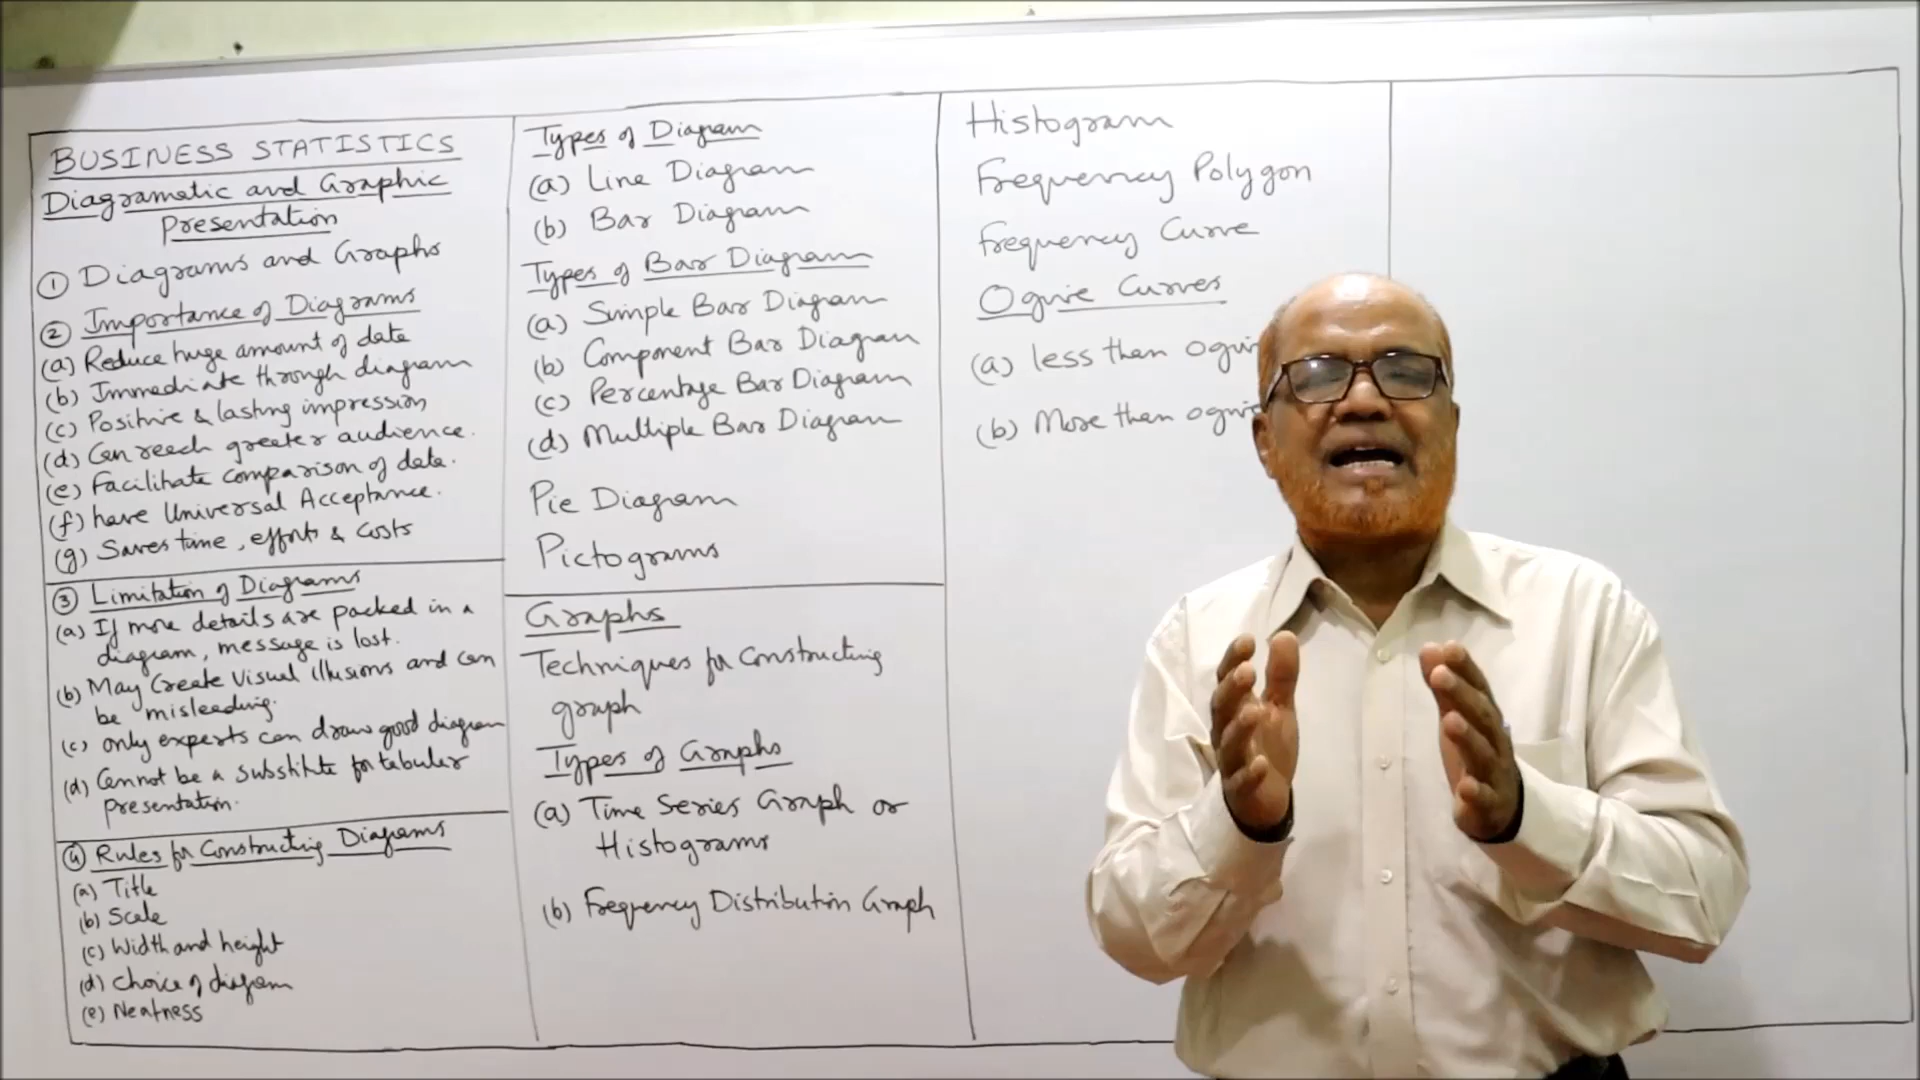 BUSINESS STATISTICS
Diagramatic and Graphic
Presentation
① Diagrams and Graphs
② Importance of Diagrams
(a) Reduce huge amount of data
(b) Immediate through diagram
(c) Positive & lasting impression
(d) Can reach greater audience.
(e) Facilitate comparison of data.
(f) have Universal Acceptance.
(g) Saves time, efforts & costs
③ Limitation of Diagrams
(a) If more details are packed in a
diagram, message is lost.
(b) May Create Visual illusions and can
be misleading.
(c) only experts can draw good diagram
(d) Cannot be a substitute for tabular
presentation.
④ Rules for Constructing Diagrams
(a) Title
(b) Scale
(c) Width and height
(d) Choice of diagram
(e) Neatness
Types of Diagram
(a) Line Diagram
(b) Bar Diagram
Types of Bar Diagram
(a) Simple Bar Diagram
(b) Component Bar Diagram
(c) Percentage Bar Diagram
(d) Multiple Bar Diagram
Pie Diagram
Pictograms
Graphs
Techniques for Constructing
graph
Types of Graphs
(a) Time Series Graph or
Histograms
(b) Frequency Distribution Graph
Histogram
Frequency Polygon
Frequency Curve
Ogive Curves
(a) less than ogiv
(b) More than ogiv